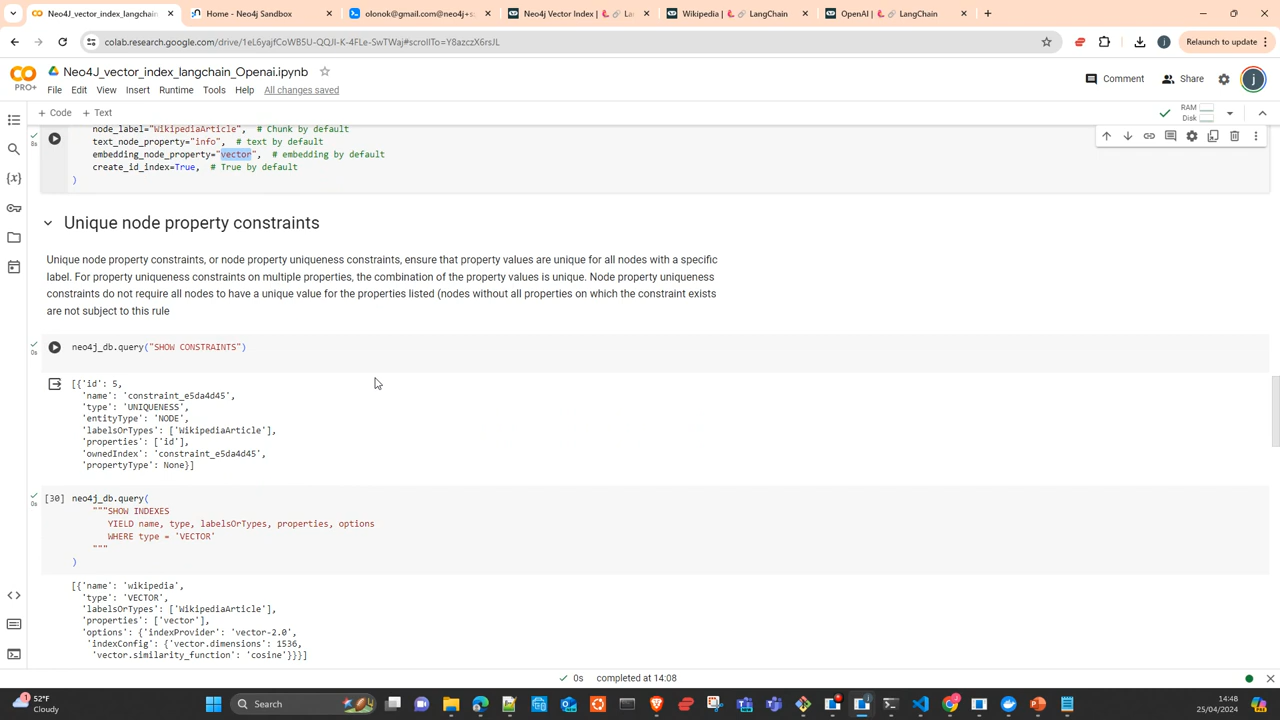 Neo4J_vector_index_langchain_
Home - Neo4j Sandbox
olonok@gmail.com@neo4j+s
Neo4j Vector Index | 🦜️🔗 La
Wikipedia | 🦜️🔗 LangChain
OpenAI | 🦜️🔗 LangChain
colab.research.google.com/drive/1eL6yajfCoWB5U-QQJI-K-4FLe-SwTWaj#scrollTo=Y8azczX6rsJL
Relaunch to update
PRO+
Neo4J_vector_index_langchain_Openai.ipynb
File Edit View Insert Runtime Tools Help All changes saved
Comment
Share
j
+ Code + Text
RAM
Disk
8s
node_label="WikipediaArticle", # Chunk by default
text_node_property="info", # text by default
embedding_node_property="vector", # embedding by default
create_id_index=True, # True by default
)
Unique node property constraints
Unique node property constraints, or node property uniqueness constraints, ensure that property values are unique for all nodes with a specific
label. For property uniqueness constraints on multiple properties, the combination of the property values is unique. Node property uniqueness
constraints do not require all nodes to have a unique value for the properties listed (nodes without all properties on which the constraint exists
are not subject to this rule
0s
neo4j_db.query("SHOW CONSTRAINTS")
[{'id': 5,
'name': 'constraint_e5da4d45',
'type': 'UNIQUENESS',
'entityType': 'NODE',
'labelsOrTypes': ['WikipediaArticle'],
'properties': ['id'],
'ownedIndex': 'constraint_e5da4d45',
'propertyType': None}]
0s
[30] neo4j_db.query(
"""SHOW INDEXES
YIELD name, type, labelsOrTypes, properties, options
WHERE type = 'VECTOR'
"""
)
[{'name': 'wikipedia',
'type': 'VECTOR',
'labelsOrTypes': ['WikipediaArticle'],
'properties': ['vector'],
'options': {'indexProvider': 'vector-2.0',
'indexConfig': {'vector.dimensions': 1536,
'vector.similarity_function': 'cosine'}}}]
0s completed at 14:08
52°F
Cloudy
Search
14:48
25/04/2024